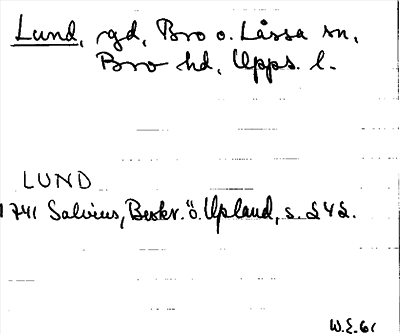 Lund, gd, Bro o. Låssa sn,
Bro hd, Upps. l.
LUND
1741 Salvius, Beskr. ö. Upland, s. 242.
W.E. 61